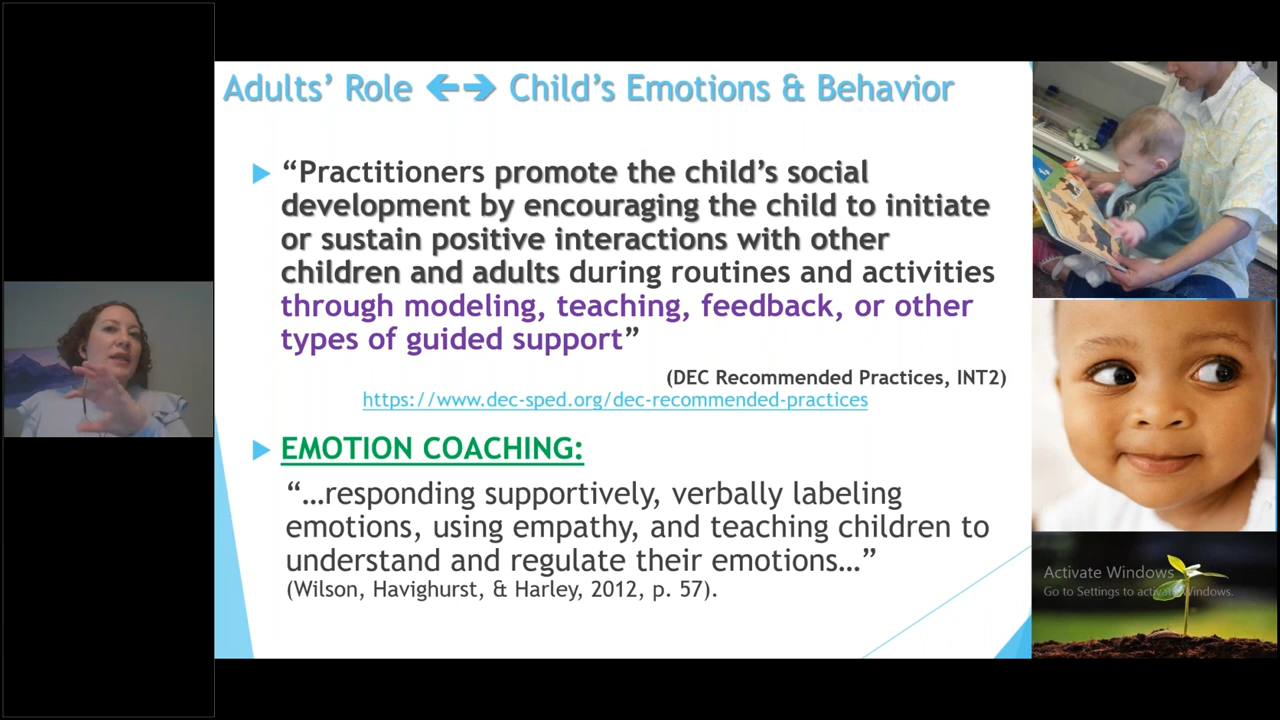 Adults' Role ←→ Child's Emotions & Behavior
“Practitioners promote the child's social
development by encouraging the child to initiate
or sustain positive interactions with other
children and adults during routines and activities
through modeling, teaching, feedback, or other
types of guided support”
(DEC Recommended Practices, INT2)
https://www.dec-sped.org/dec-recommended-practices
EMOTION COACHING:
“…responding supportively, verbally labeling
emotions, using empathy, and teaching children to
understand and regulate their emotions…”
(Wilson, Havighurst, & Harley, 2012, p. 57).
Activate Windows
Go to Settings to activate Windows.